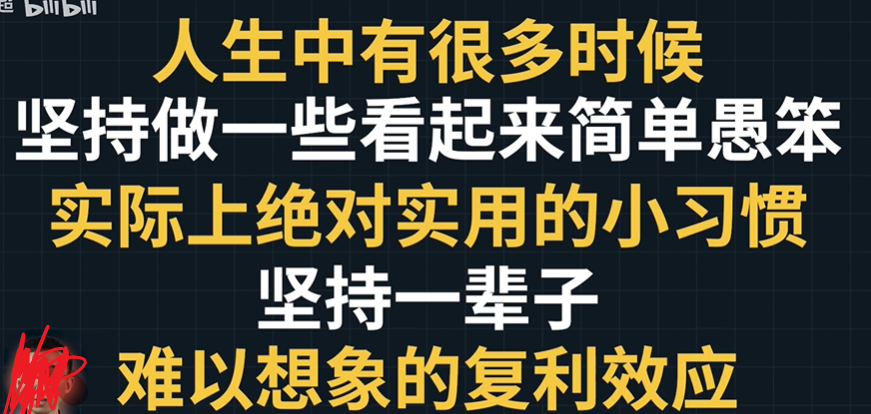 超 bilibili
人生中有很多时候
坚持做一些看起来简单愚笨
实际上绝对实用的小习惯
坚持一辈子
难以想象的复利效应